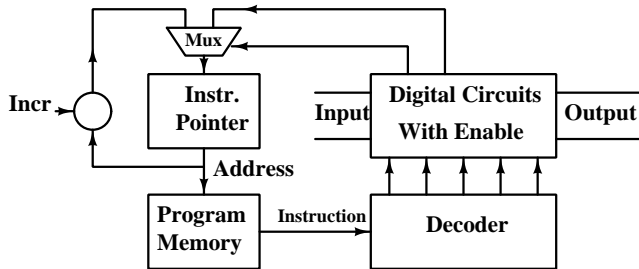 Mux
Incr
Instr.
Pointer
Input
Digital Circuits
With Enable
Output
Address
Program
Memory
Instruction
Decoder